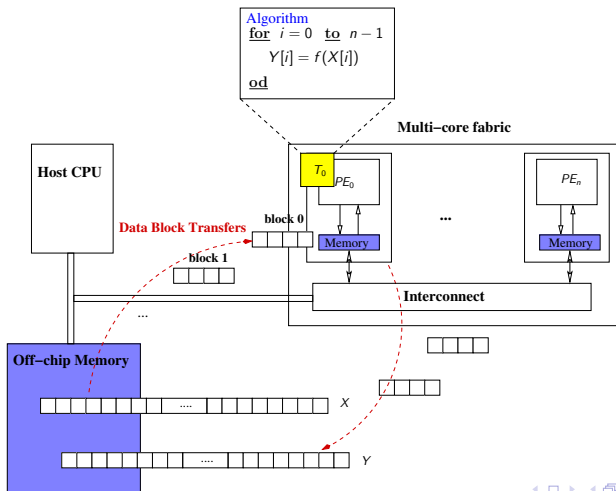 Algorithm
for i = 0 to n − 1
Y[i] = f(X[i])
od
Multi−core fabric
Host CPU
T0
PE0
PEn
block 0
Data Block Transfers
...
Memory
Memory
block 1
Interconnect
...
Off−chip Memory
....
X
....
Y